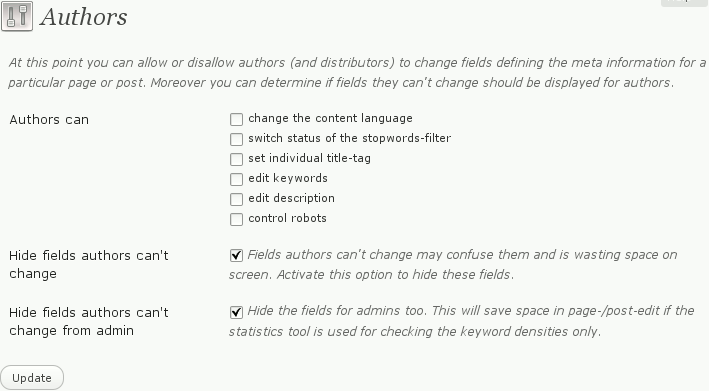 Authors
At this point you can allow or disallow authors (and distributors) to change fields defining the meta information for a
particular page or post. Moreover you can determine if fields they can't change should be displayed for authors.
Authors can
change the content language
switch status of the stopwords-filter
set individual title-tag
edit keywords
edit description
control robots
Hide fields authors can't
change
Fields authors can't change may confuse them and is wasting space on
screen. Activate this option to hide these fields.
Hide fields authors can't
change from admin
Hide the fields for admins too. This will save space in page-/post-edit if the
statistics tool is used for checking the keyword densities only.
Update